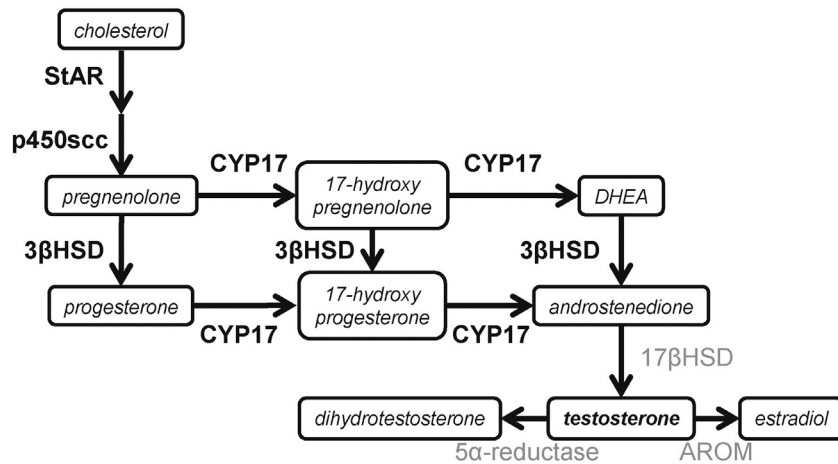 cholesterol
StAR
p450scc
CYP17
CYP17
pregnenolone
17-hydroxy
pregnenolone
DHEA
3βHSD
3βHSD
3βHSD
progesterone
17-hydroxy
progesterone
androstenedione
CYP17
CYP17
17βHSD
dihydrotestosterone
testosterone
estradiol
5α-reductase
AROM